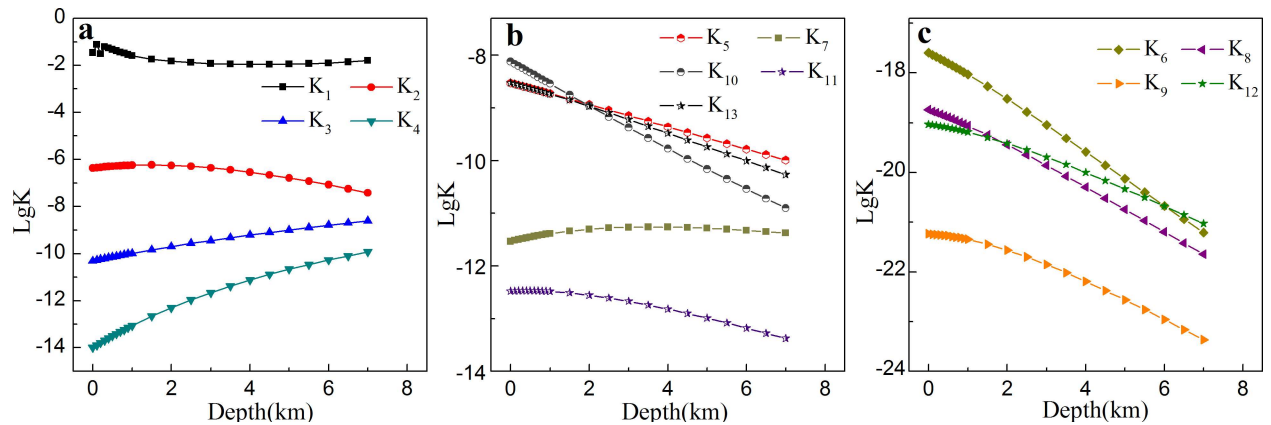 a
0
-2
-4
-6
-8
-10
-12
-14
LgK
K1 K2
K3 K4
0 2 4 6 8
Depth(km)
b
-8
-10
-12
-14
LgK
K5 K7
K10 K11
K13
0 2 4 6 8
Depth(km)
c
-18
-20
-22
-24
LgK
K6 K8
K9 K12
0 2 4 6 8
Depth(km)